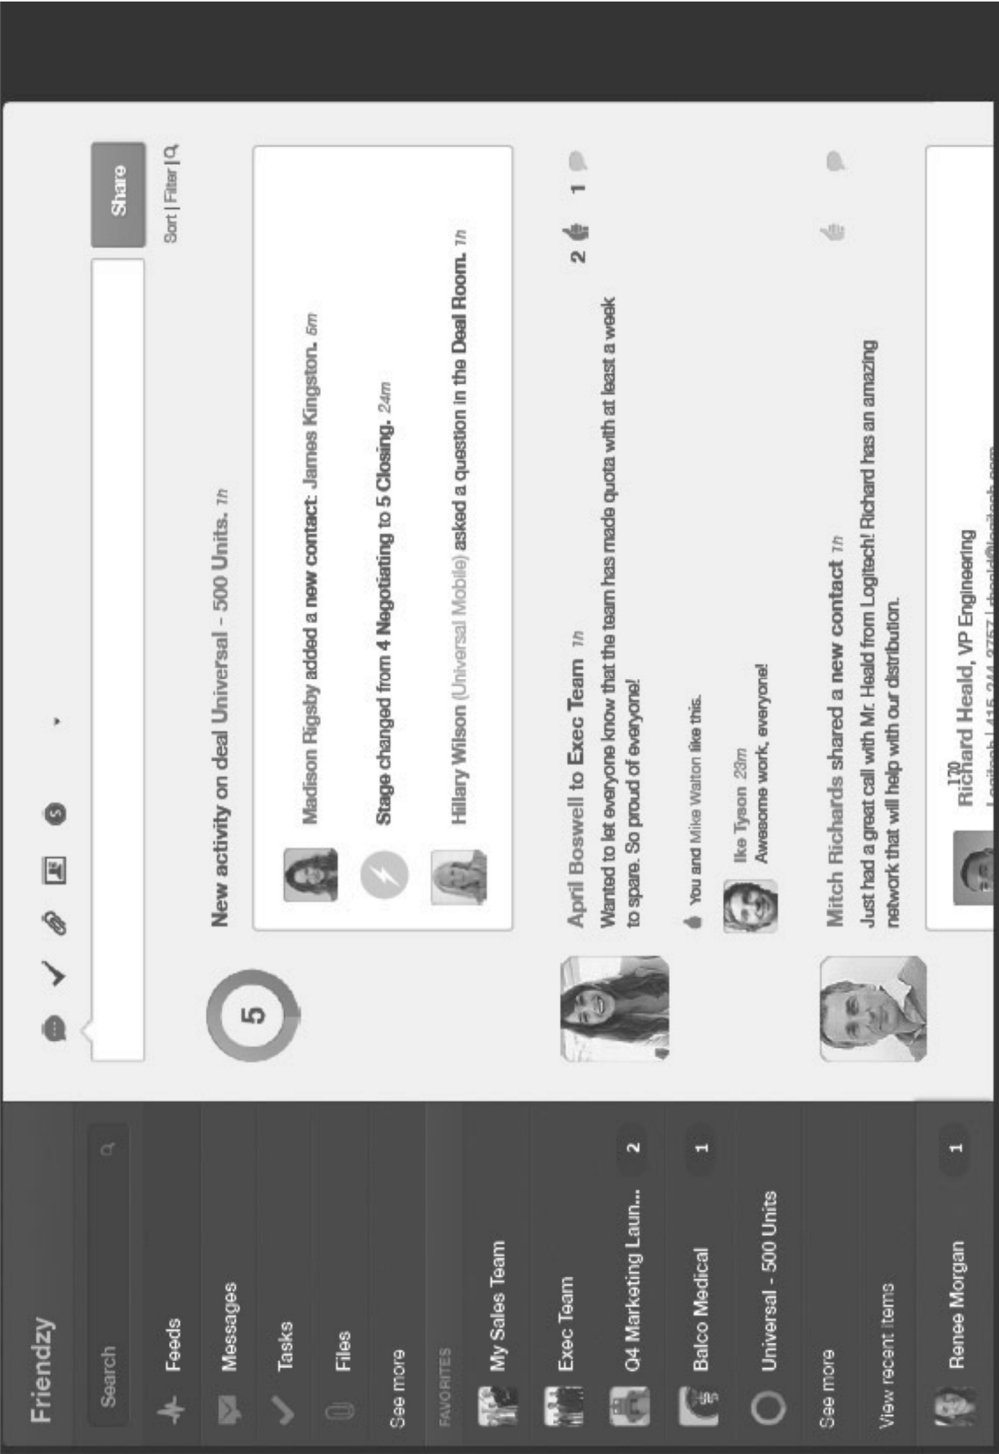 Friendzy
Search
Feeds
Messages
Tasks
Files
See more
FAVORITES
My Sales Team
Exec Team
Q4 Marketing Laun... 2
Balco Medical 1
Universal - 500 Units
See more
View recent items
Renee Morgan 1
Share
Sort | Filter |
New activity on deal Universal - 500 Units. 1h
5
Madison Rigsby added a new contact: James Kingston. 5m
Stage changed from 4 Negotiating to 5 Closing. 24m
Hillary Wilson (Universal Mobile) asked a question in the Deal Room. 1h
April Boswell to Exec Team 1h
2 1
Wanted to let everyone know that the team has made quota with at least a week
to spare. So proud of everyone!
You and Mike Walton like this.
Ike Tyson 23m
Awesome work, everyone!
Mitch Richards shared a new contact 1h
Just had a great call with Mr. Heald from Logitech! Richard has an amazing
network that will help with our distribution.
170
Richard Heald, VP Engineering